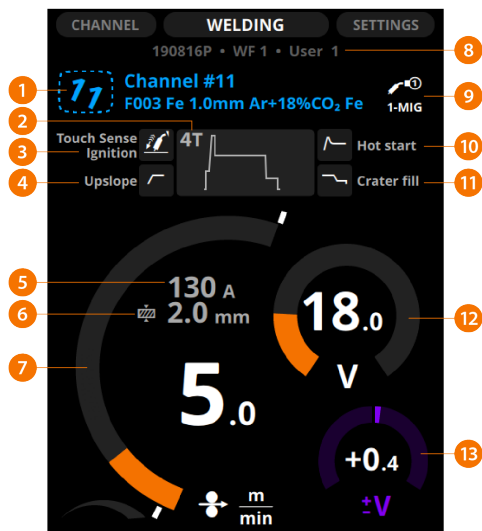 CHANNEL WELDING SETTINGS
190816P • WF 1 • User 1
8
1
11
Channel #11
F003 Fe 1.0mm Ar+18%CO₂ Fe
1
1-MIG
9
2
3
Touch Sense
Ignition
4T
Hot start
10
4
Upslope
Crater fill
11
5
130 A
6
2.0 mm
7
5.0
m
min
18.0
V
12
+0.4
±V
13